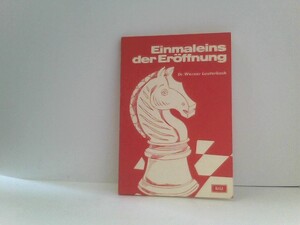 Einmaleins
der Eröffnung
Dr. Werner Lauterbach